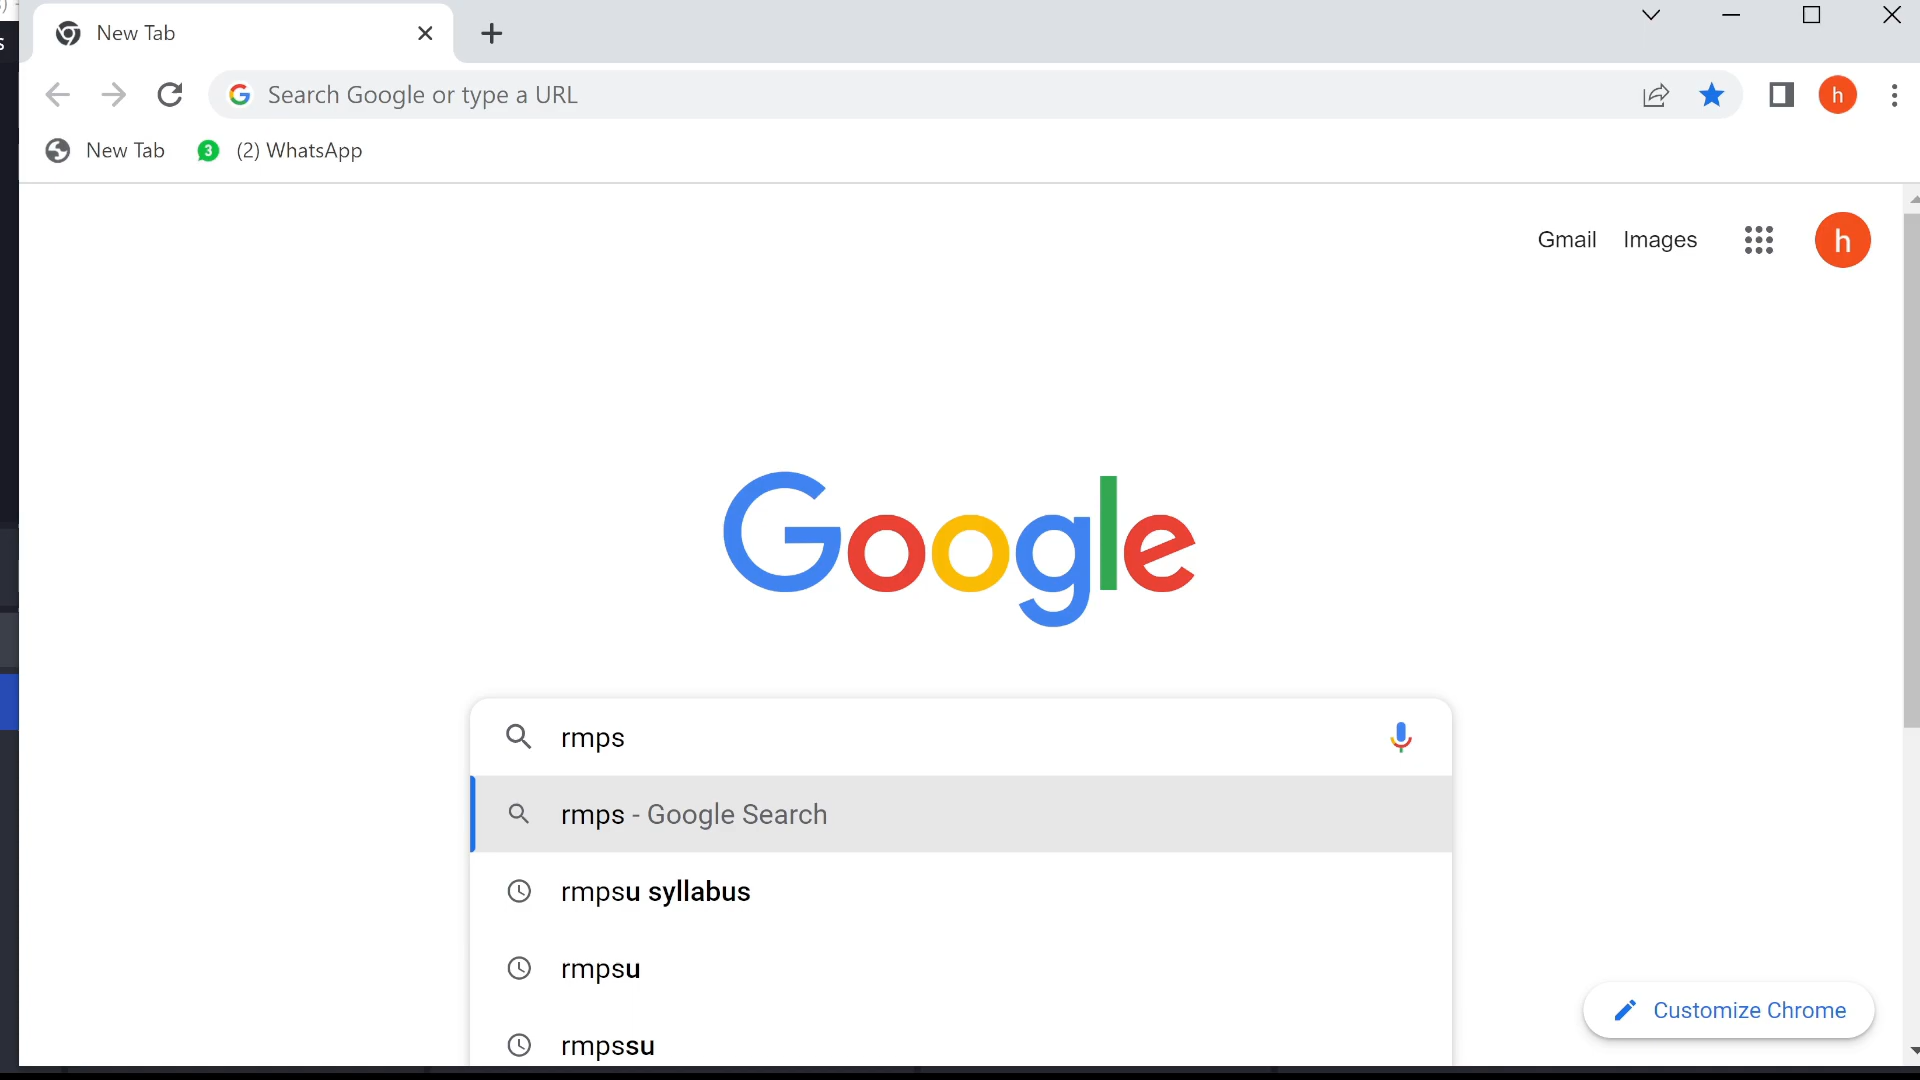 New Tab
Search Google or type a URL
h
New Tab
3
(2) WhatsApp
Gmail
Images
h
Google
rmps
rmps - Google Search
rmpsu syllabus
rmpsu
rmpssu
Customize Chrome